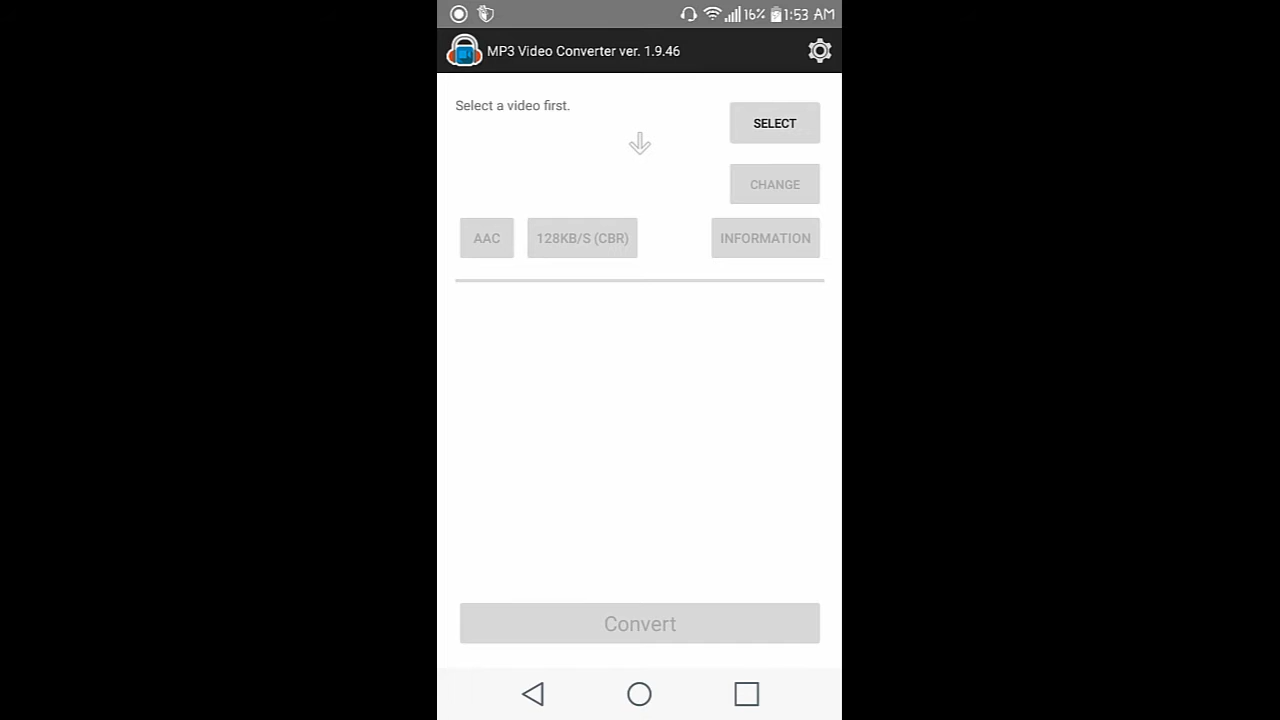 16% 1:53 AM
MP3 Video Converter ver. 1.9.46
Select a video first.
SELECT
CHANGE
AAC 128KB/S (CBR) INFORMATION
Convert